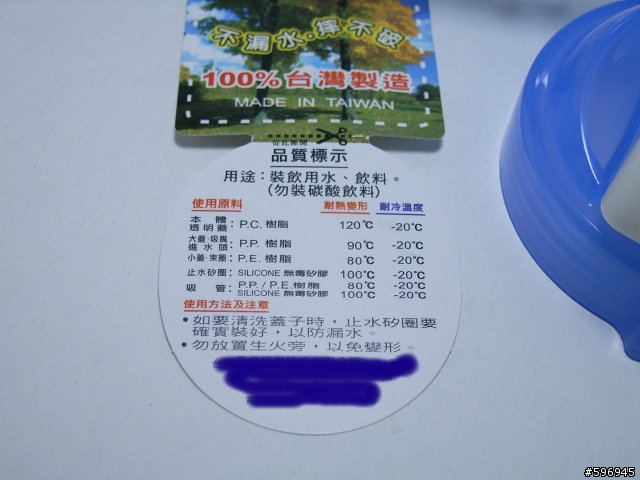 不漏水·摔不破
100%台灣製造
MADE IN TAIWAN
從此撕開
品質標示
用途：裝飲用水、飲料。
（勿裝碳酸飲料）
使用原料 耐熱變形 耐冷溫度
本體：透明蓋：P.C.樹脂 120℃ -20℃
大蓋·吸嘴 進水頭：P.P.樹脂 90℃ -20℃
小蓋·束圈：P.E.樹脂 80℃ -20℃
止水矽圈：SILICONE 無毒矽膠 100℃ -20℃
吸管：P.P./P.E.樹脂 80℃ -20℃
SILICONE 無毒矽膠 100℃ -20℃
使用方法及注意
•如要清洗蓋子時，止水矽圈要
確實裝好，以防漏水。
•勿放置生火旁，以免變形。
#596945